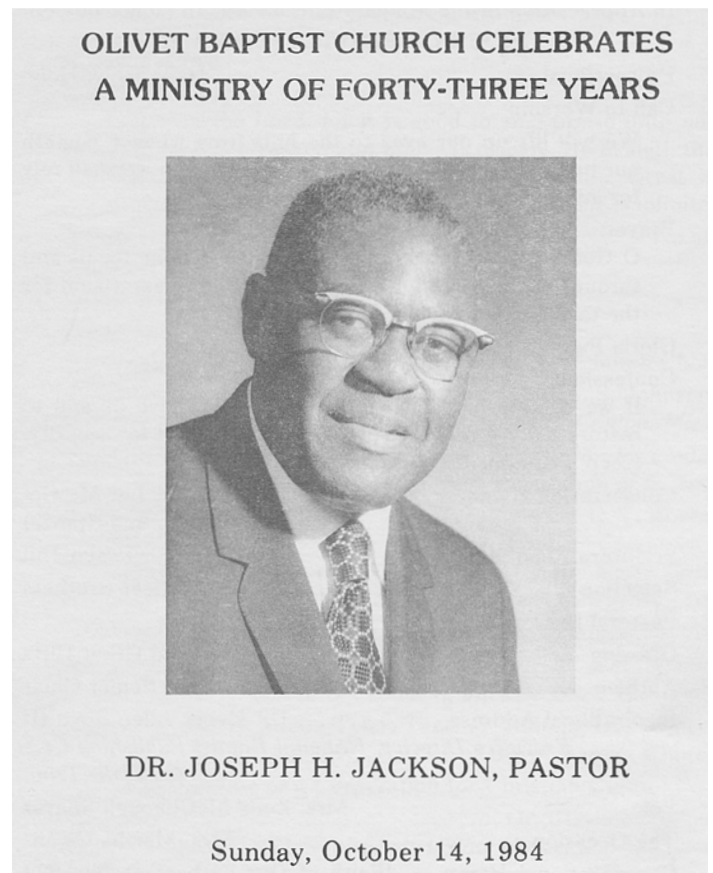 OLIVET BAPTIST CHURCH CELEBRATES
A MINISTRY OF FORTY-THREE YEARS
DR. JOSEPH H. JACKSON, PASTOR
Sunday, October 14, 1984